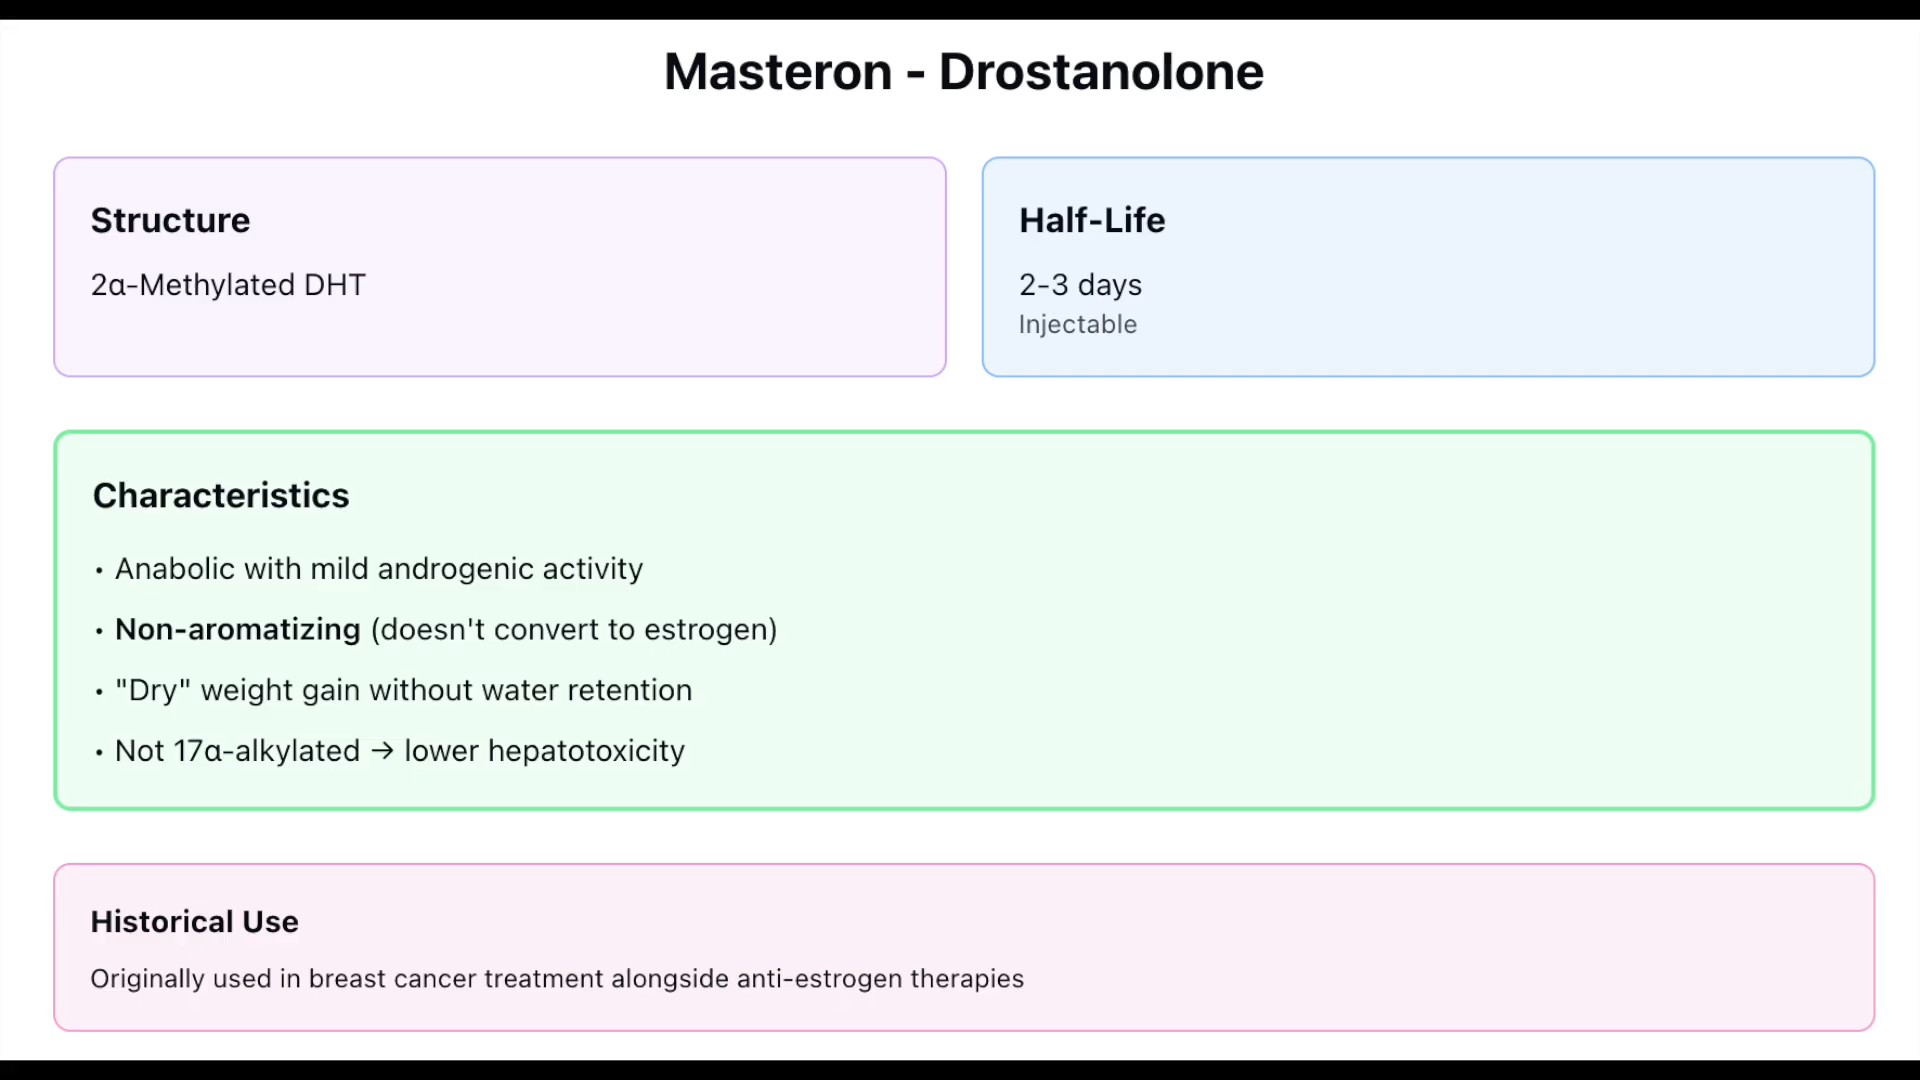 Masteron - Drostanolone
Structure
2α-Methylated DHT
Half-Life
2-3 days
Injectable
Characteristics
• Anabolic with mild androgenic activity
• Non-aromatizing (doesn't convert to estrogen)
• "Dry" weight gain without water retention
• Not 17α-alkylated → lower hepatotoxicity
Historical Use
Originally used in breast cancer treatment alongside anti-estrogen therapies